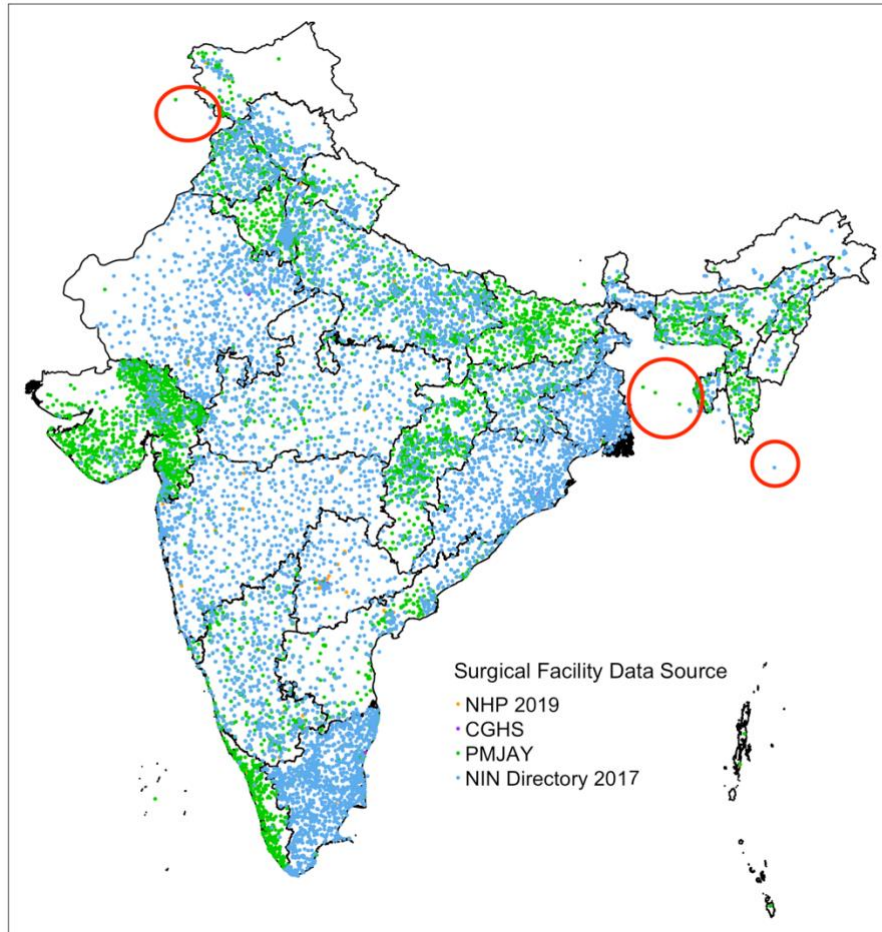 Surgical Facility Data Source
NHP 2019
CGHS
PMJAY
NIN Directory 2017